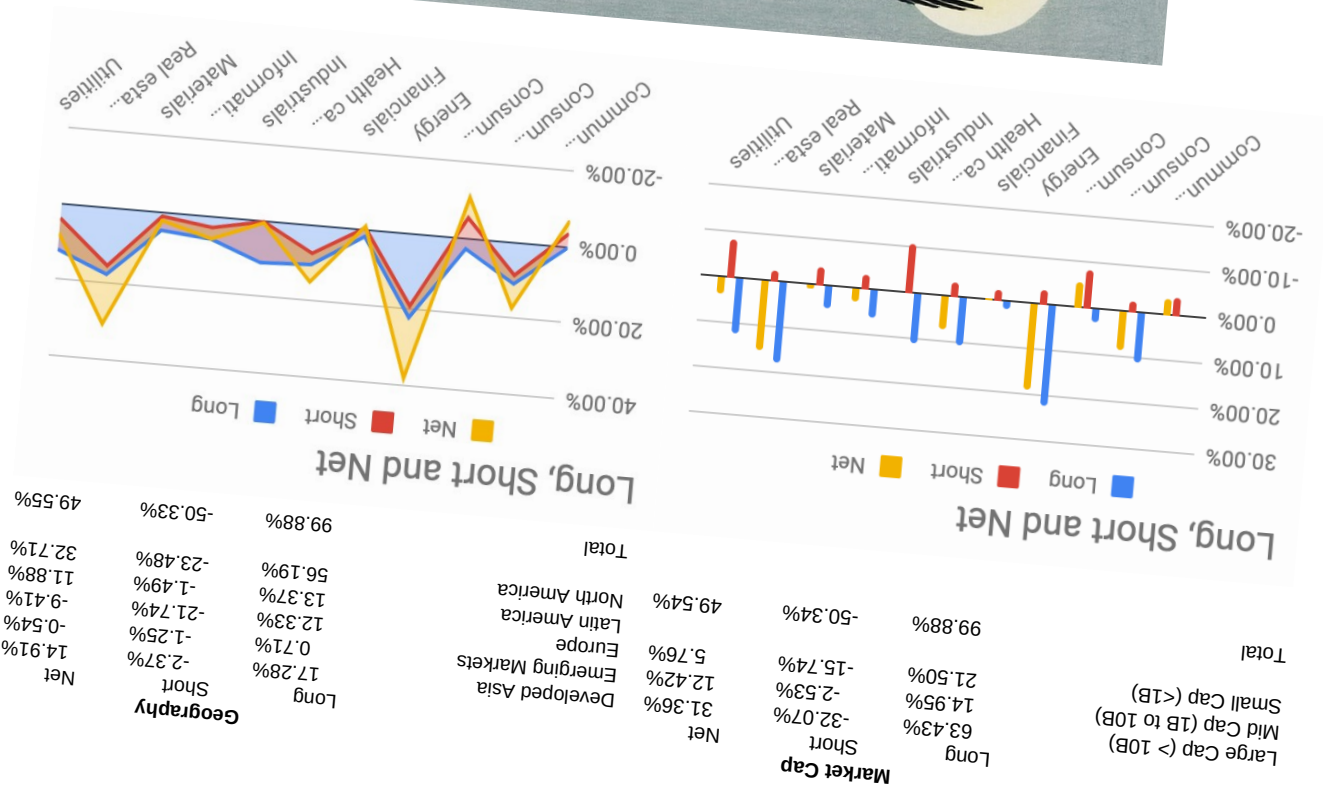 Market Cap
Long Short Net
Large Cap (> 10B) 63.43% -32.07% 31.36%
Mid Cap (1B to 10B) 14.95% -2.53% 12.42%
Small Cap (<1B) 21.50% -15.74% 5.76%
Total 99.88% -50.34% 49.54%
Geography
Long Short Net
Developed Asia 17.28% -2.37% 14.91%
Emerging Markets 0.71% -1.25% -0.54%
Europe 12.33% -21.74% -9.41%
Latin America 13.37% -1.49% 11.88%
North America 56.19% -23.48% 32.71%
Total 99.88% -50.33% 49.55%
Long, Short and Net
Long Short Net
30.00%
20.00%
10.00%
0.00%
-10.00%
-20.00%
Commun...
Consum...
Consum...
Energy
Financials
Health ca...
Industrials
Informati...
Materials
Real esta...
Utilities
Long, Short and Net
Net Short Long
40.00%
20.00%
0.00%
-20.00%
Commun...
Consum...
Consum...
Energy
Financials
Health ca...
Industrials
Informati...
Materials
Real esta...
Utilities